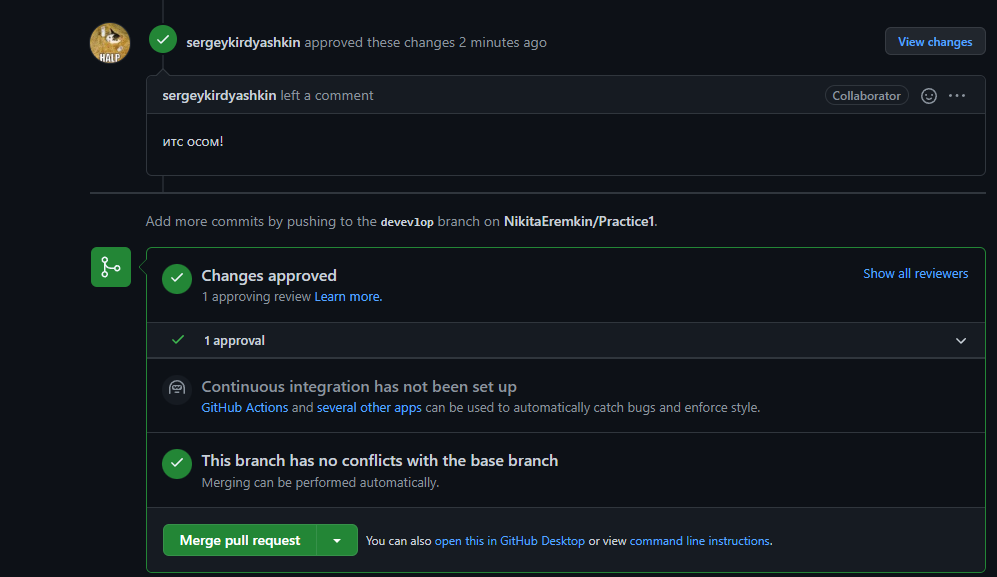 HALP
sergeykirdyashkin approved these changes 2 minutes ago
View changes
sergeykirdyashkin left a comment
Collaborator
итс осом!
Add more commits by pushing to the devevlop branch on NikitaEremkin/Practice1.
Changes approved
Show all reviewers
1 approving review Learn more.
1 approval
Continuous integration has not been set up
GitHub Actions and several other apps can be used to automatically catch bugs and enforce style.
This branch has no conflicts with the base branch
Merging can be performed automatically.
Merge pull request
You can also open this in GitHub Desktop or view command line instructions.